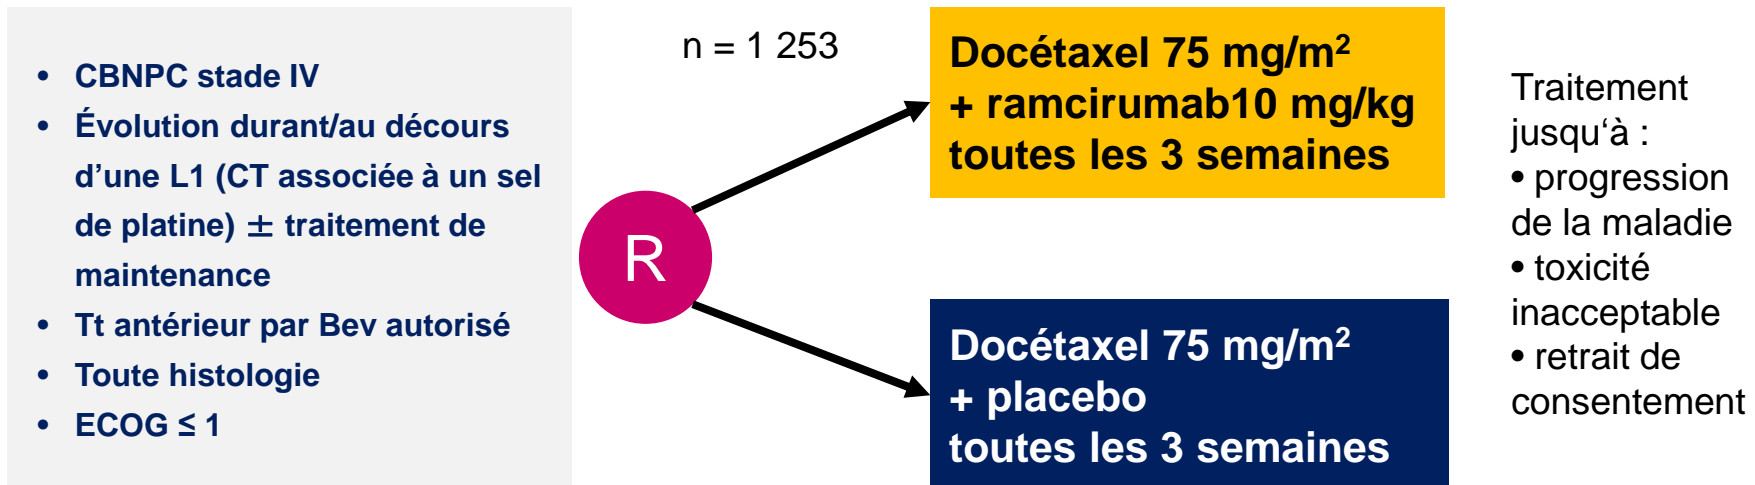 • CBNPC stade IV
• Évolution durant/au décours
d’une L1 (CT associée à un sel
de platine) ± traitement de
maintenance
• Tt antérieur par Bev autorisé
• Toute histologie
• ECOG ≤ 1
n = 1 253
R
Docétaxel 75 mg/m²
+ ramcirumab10 mg/kg
toutes les 3 semaines
Docétaxel 75 mg/m²
+ placebo
toutes les 3 semaines
Traitement
jusqu‘à :
• progression
de la maladie
• toxicité
inacceptable
• retrait de
consentement